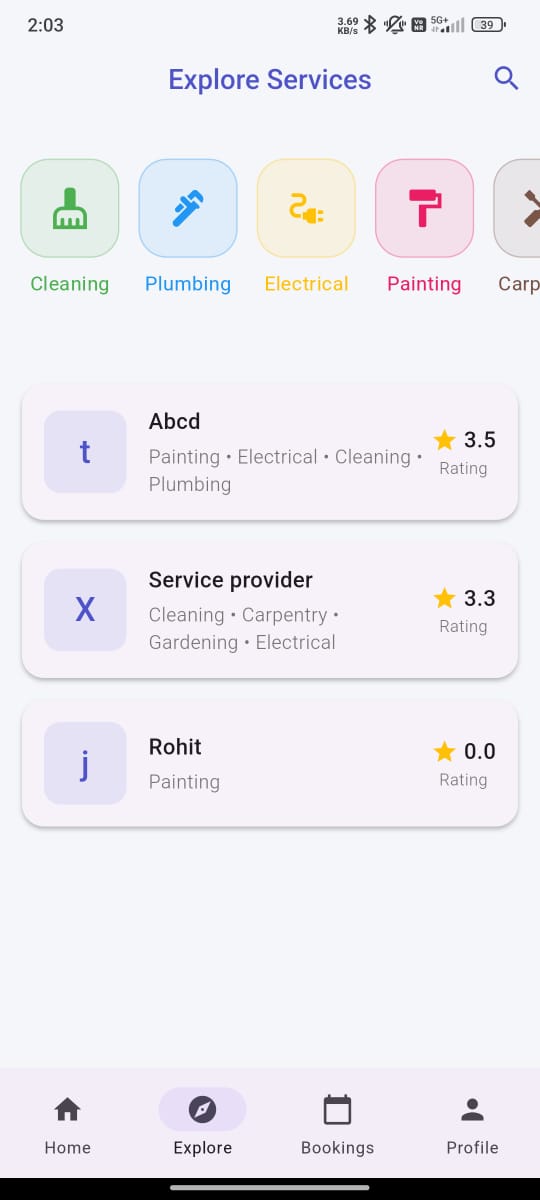 2:03
3.69
KB/s
Vo
NR
5G+
39
Explore Services
Cleaning
Plumbing
Electrical
Painting
Carp
t
Abcd
Painting • Electrical • Cleaning •
Plumbing
3.5
Rating
X
Service provider
Cleaning • Carpentry •
Gardening • Electrical
3.3
Rating
j
Rohit
Painting
0.0
Rating
Home
Explore
Bookings
Profile